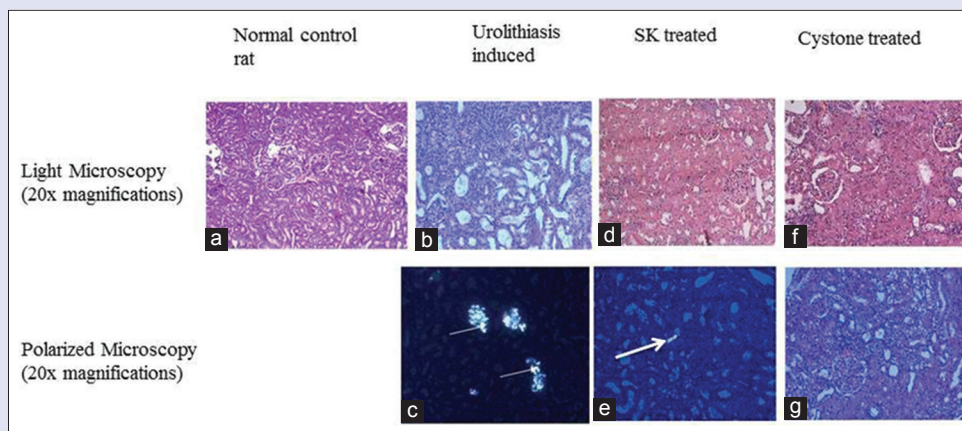 Normal control
rat
Urolithiasis
induced
SK treated
Cystone treated
Light Microscopy
(20x magnifications)
a
b
d
f
Polarized Microscopy
(20x magnifications)
c
e
g